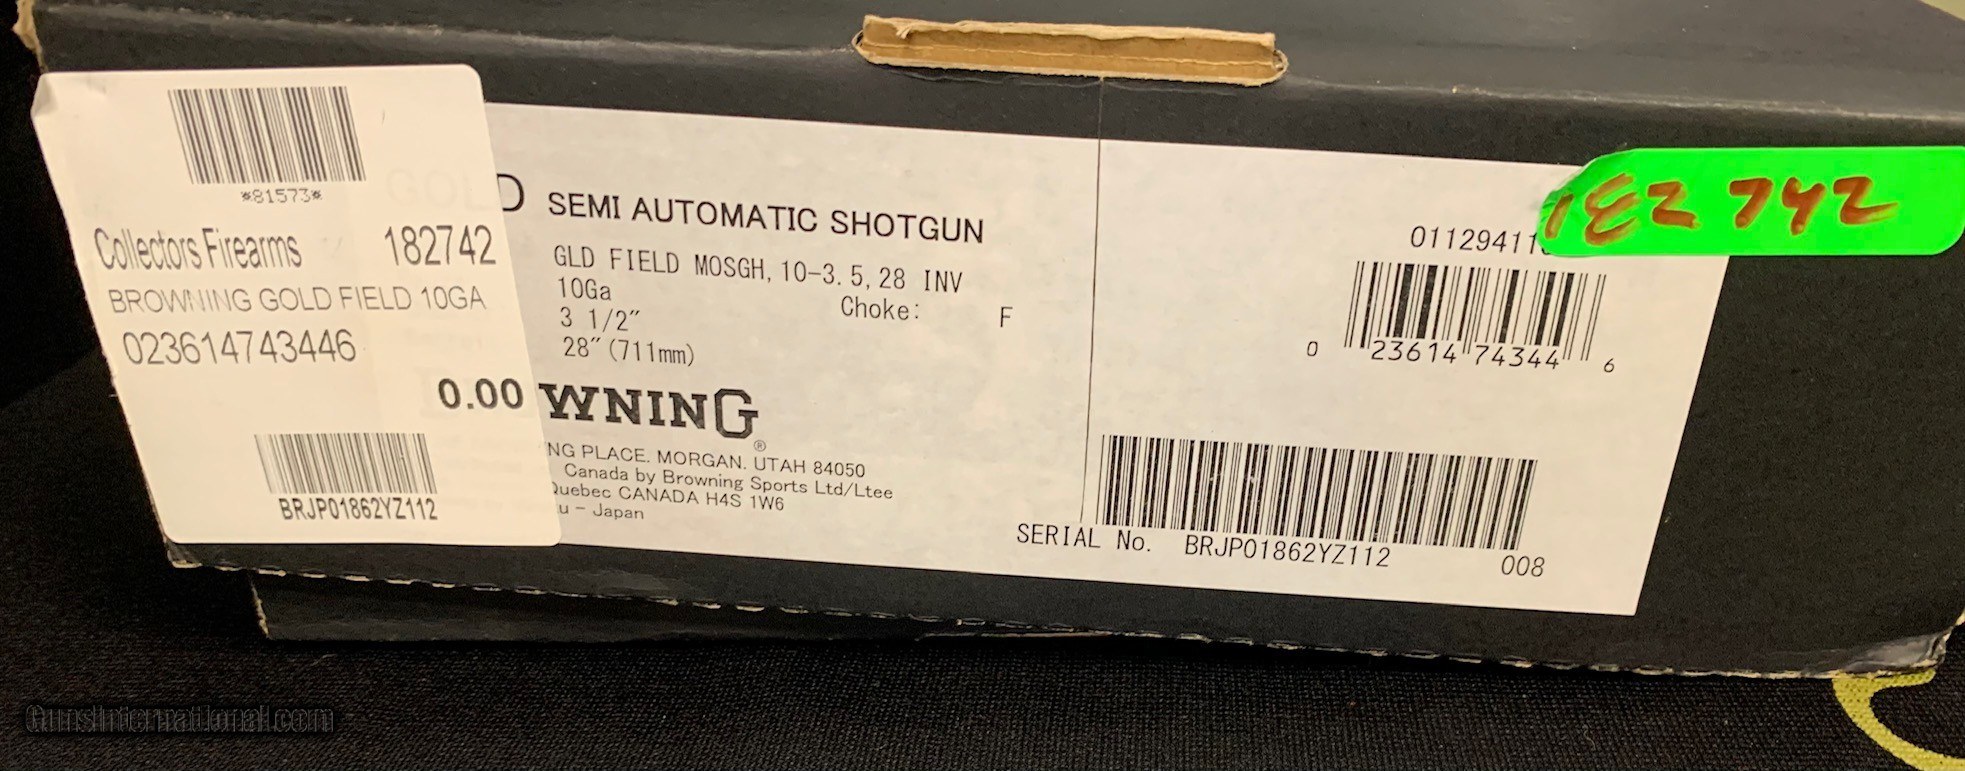 *81573*
Collectors Firearms 182742
BROWNING GOLD FIELD 10GA
023614743446
0.00
BRJP01862YZ112
GOLD SEMI AUTOMATIC SHOTGUN
GLD FIELD MOSGH, 10-3.5, 28 INV
10Ga
Choke: F
3 1/2"
28" (711mm)
WNING®
NG PLACE. MORGAN. UTAH 84050
Canada by Browning Sports Ltd/Ltee
Quebec CANADA H4S 1W6
u - Japan
01129411
182742
0 23614 74344 6
SERIAL No. BRJP01862YZ112 008
GunsInternational.com